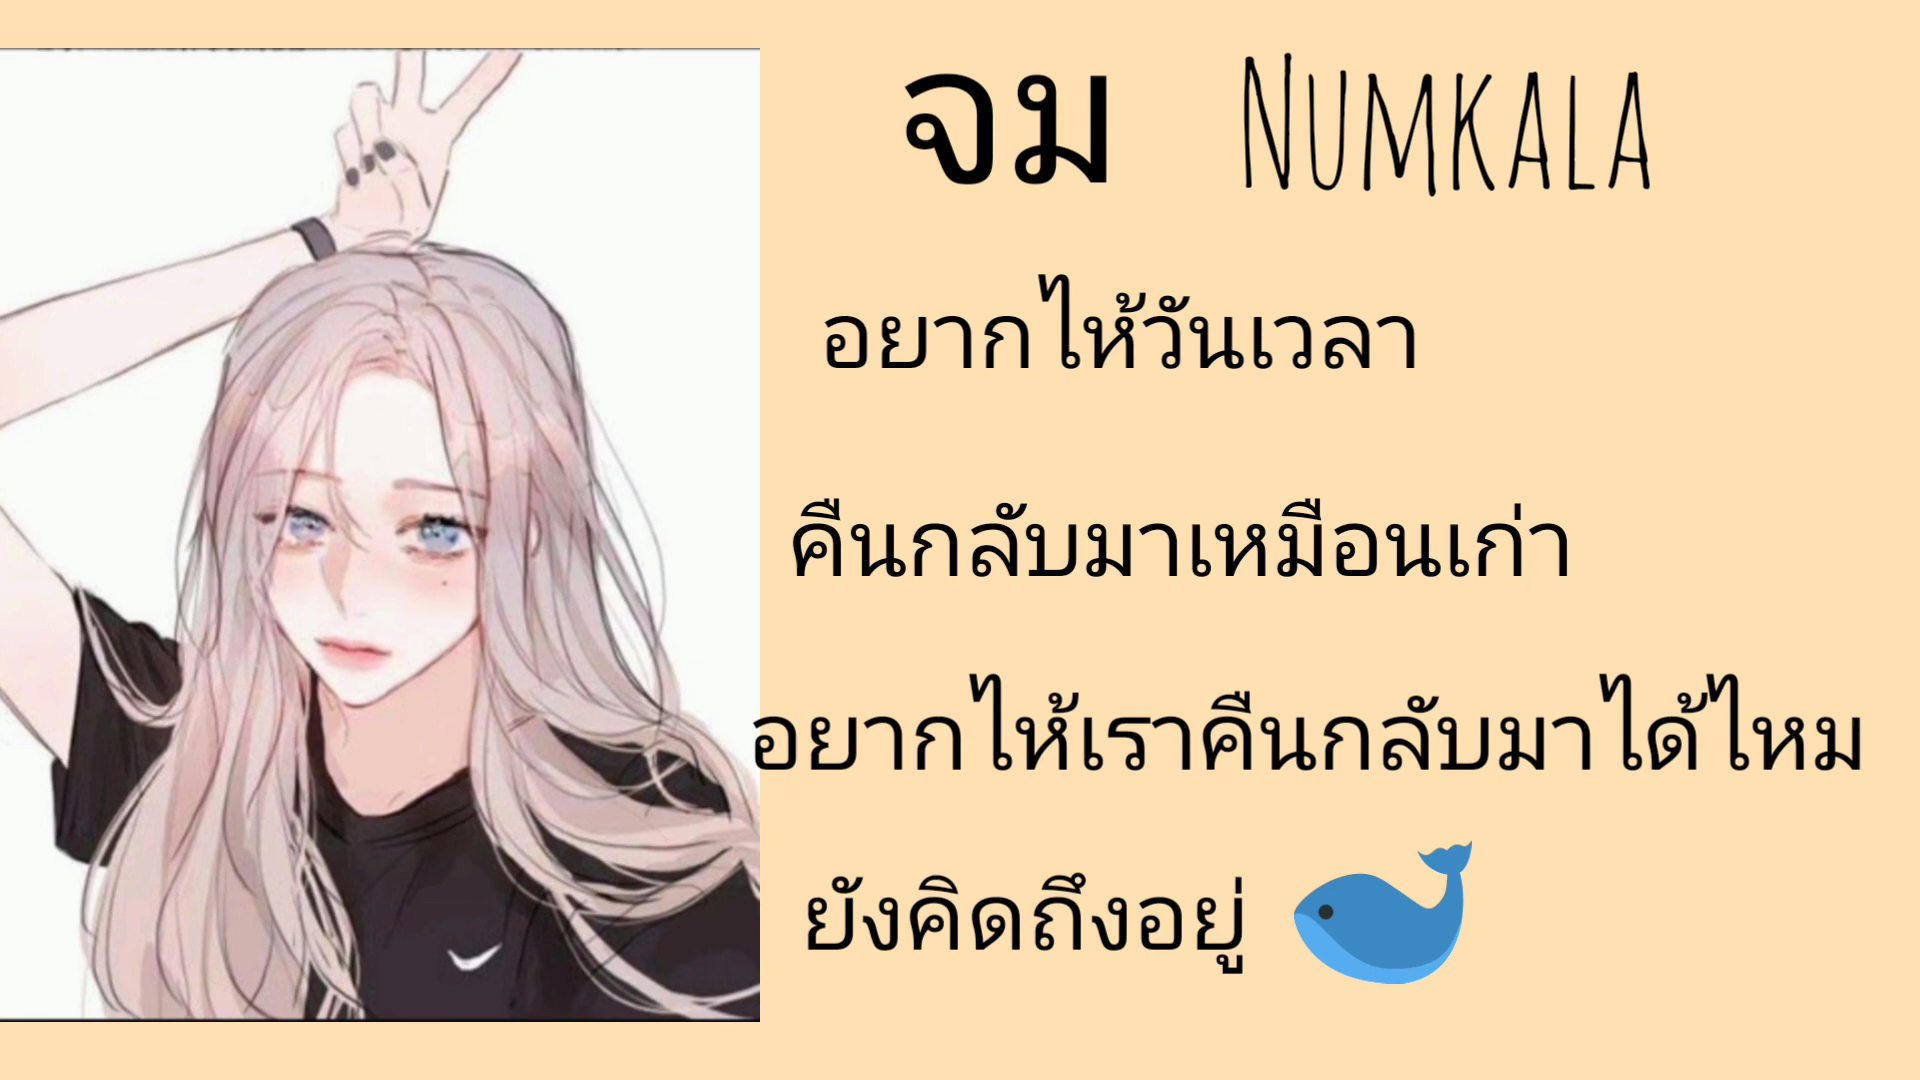 จม NUMKALA
อยากไห้วันเวลา
คืนกลับมาเหมือนเก่า
อยากไห้เราคืนกลับมาได้ไหม
ยังคิดถึงอยู่